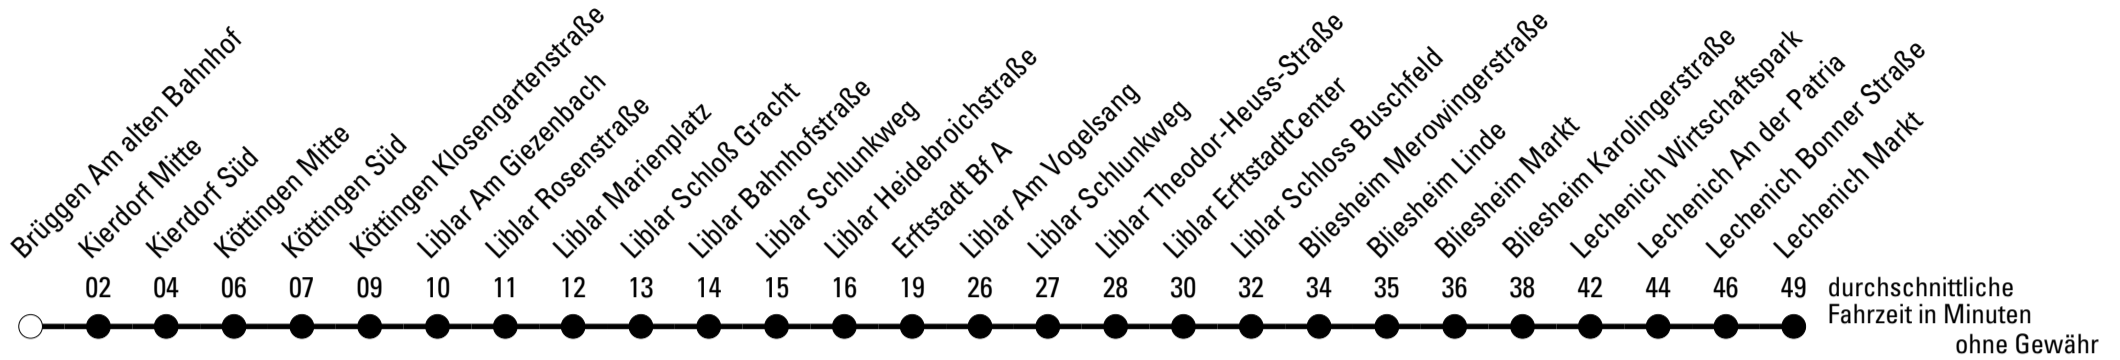 Brüggen Am alten Bahnhof
Kierdorf Mitte
Kierdorf Süd
Köttingen Mitte
Köttingen Süd
Köttingen Klosengartenstraße
Liblar Am Giezenbach
Liblar Rosenstraße
Liblar Marienplatz
Liblar Schloß Gracht
Liblar Bahnhofstraße
Liblar Schlunkweg
Liblar Heidebroichstraße
Erftstadt Bf A
Liblar Am Vogelsang
Liblar Schlunkweg
Liblar Theodor-Heuss-Straße
Liblar ErftstadtCenter
Liblar Schloss Buschfeld
Bliesheim Merowingerstraße
Bliesheim Linde
Bliesheim Markt
Bliesheim Karolingerstraße
Lechenich Wirtschaftspark
Lechenich An der Patria
Lechenich Bonner Straße
Lechenich Markt
02 04 06 07 09 10 11 12 13 14 15 16 19 26 27 28 30 32 34 35 36 38 42 44 46 49 durchschnittliche
Fahrzeit in Minuten
ohne Gewähr